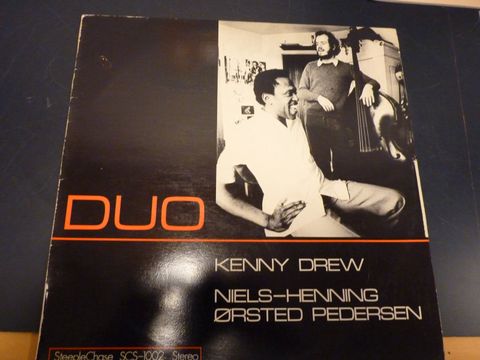 DUO
KENNY DREW
NIELS-HENNING
ØRSTED PEDERSEN
SteepleChase SCS-1002 Stereo